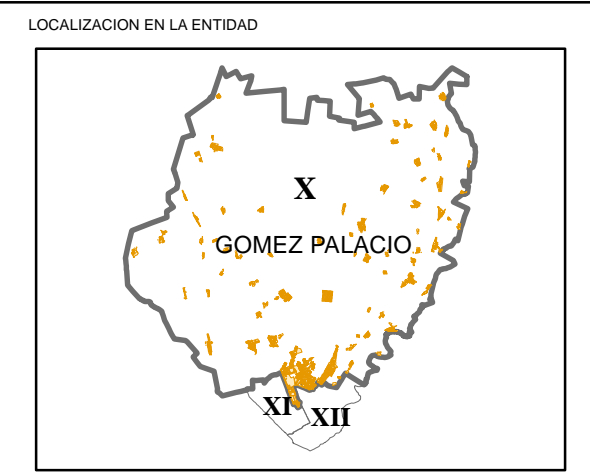 LOCALIZACION EN LA ENTIDAD
X
GOMEZ PALACIO
XI
XII